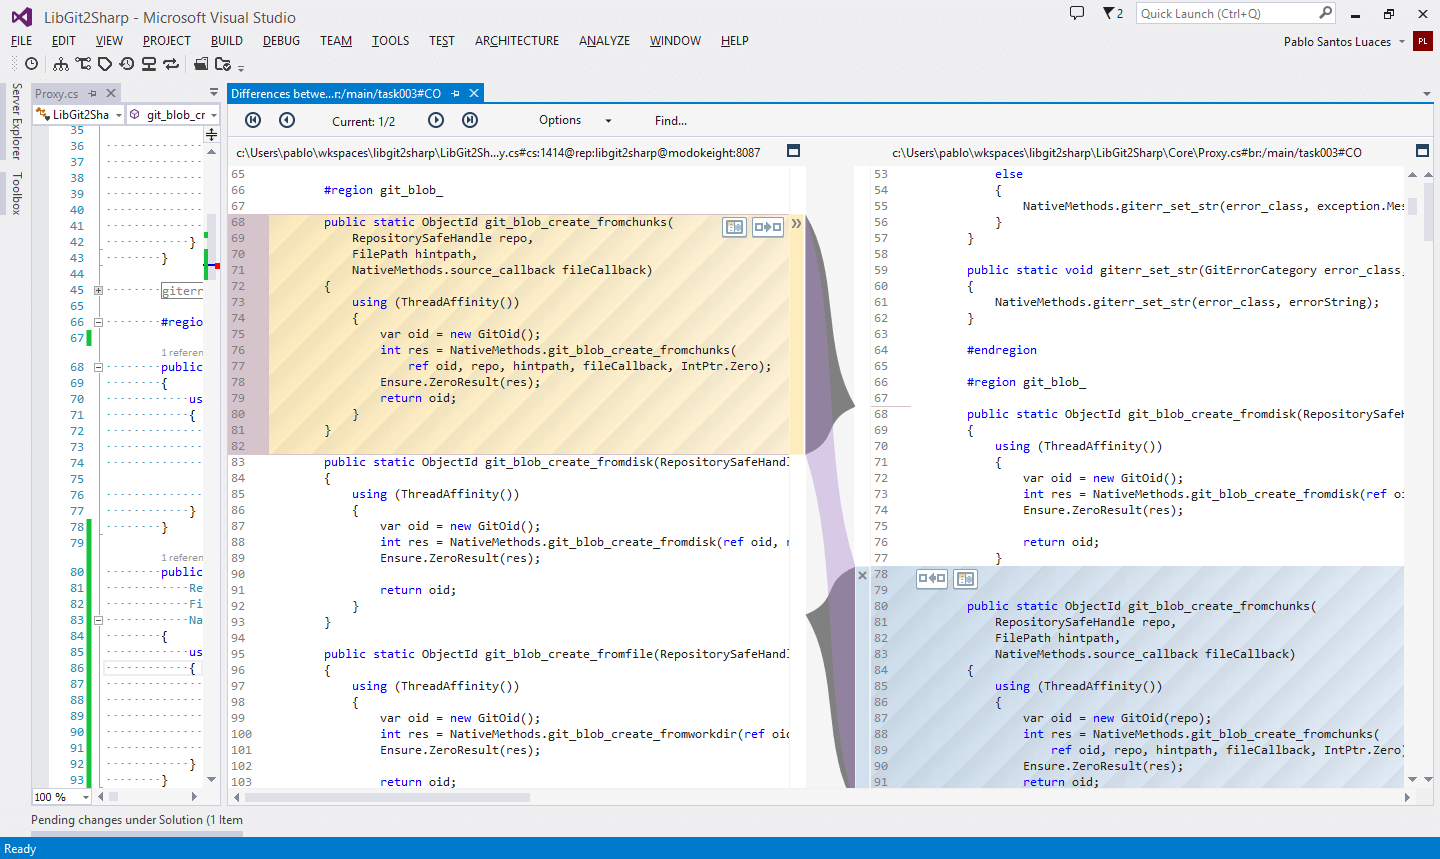 LibGit2Sharp - Microsoft Visual Studio
2
Quick Launch (Ctrl+Q)
FILE EDIT VIEW PROJECT BUILD DEBUG TEAM TOOLS TEST ARCHITECTURE ANALYZE WINDOW HELP
Pablo Santos Luaces
PL
Server Explorer
Toolbox
Proxy.cs
LibGit2Sha
git_blob_cr
35
36
37
38
39
40
41
42 }
43 }
44
45 giterr
65
66 #regio
67
1 referen
68 public
69 {
70 us
71 {
72
73
74
75
76
77 }
78 }
79
1 referen
80 public
81 Re
82 Fi
83 Na
84 {
85 us
86 {
87
88
89
90
91
92 }
93 }
100 %
Differences betwe...r:/main/task003#CO
Current: 1/2
Options
Find...
c:\Users\pablo\wkspaces\libgit2sharp\LibGit2Sh...y.cs#cs:1414@rep:libgit2sharp@modokeight:8087
65
66 #region git_blob_
67
68 public static ObjectId git_blob_create_fromchunks(
69 RepositorySafeHandle repo,
70 FilePath hintpath,
71 NativeMethods.source_callback fileCallback)
72 {
73 using (ThreadAffinity())
74 {
75 var oid = new GitOid();
76 int res = NativeMethods.git_blob_create_fromchunks(
77 ref oid, repo, hintpath, fileCallback, IntPtr.Zero);
78 Ensure.ZeroResult(res);
79 return oid;
80 }
81 }
82
83 public static ObjectId git_blob_create_fromdisk(RepositorySafeHandl
84 {
85 using (ThreadAffinity())
86 {
87 var oid = new GitOid();
88 int res = NativeMethods.git_blob_create_fromdisk(ref oid,
89 Ensure.ZeroResult(res);
90
91 return oid;
92 }
93 }
94
95 public static ObjectId git_blob_create_fromfile(RepositorySafeHandl
96 {
97 using (ThreadAffinity())
98 {
99 var oid = new GitOid();
100 int res = NativeMethods.git_blob_create_fromworkdir(ref oid
101 Ensure.ZeroResult(res);
102
103 return oid;
c:\Users\pablo\wkspaces\libgit2sharp\LibGit2Sharp\Core\Proxy.cs#br:/main/task003#CO
53 else
54 {
55 NativeMethods.giterr_set_str(error_class, exception.Mes
56 }
57 }
58
59 public static void giterr_set_str(GitErrorCategory error_class,
60 {
61 NativeMethods.giterr_set_str(error_class, errorString);
62 }
63
64 #endregion
65
66 #region git_blob_
67
68 public static ObjectId git_blob_create_fromdisk(RepositorySafeH
69 {
70 using (ThreadAffinity())
71 {
72 var oid = new GitOid();
73 int res = NativeMethods.git_blob_create_fromdisk(ref oi
74 Ensure.ZeroResult(res);
75
76 return oid;
77 }
78
79
80 public static ObjectId git_blob_create_fromchunks(
81 RepositorySafeHandle repo,
82 FilePath hintpath,
83 NativeMethods.source_callback fileCallback)
84 {
85 using (ThreadAffinity())
86 {
87 var oid = new GitOid(repo);
88 int res = NativeMethods.git_blob_create_fromchunks(
89 ref oid, repo, hintpath, fileCallback, IntPtr.Zero)
90 Ensure.ZeroResult(res);
91 return oid;
Pending changes under Solution (1 Item
Ready